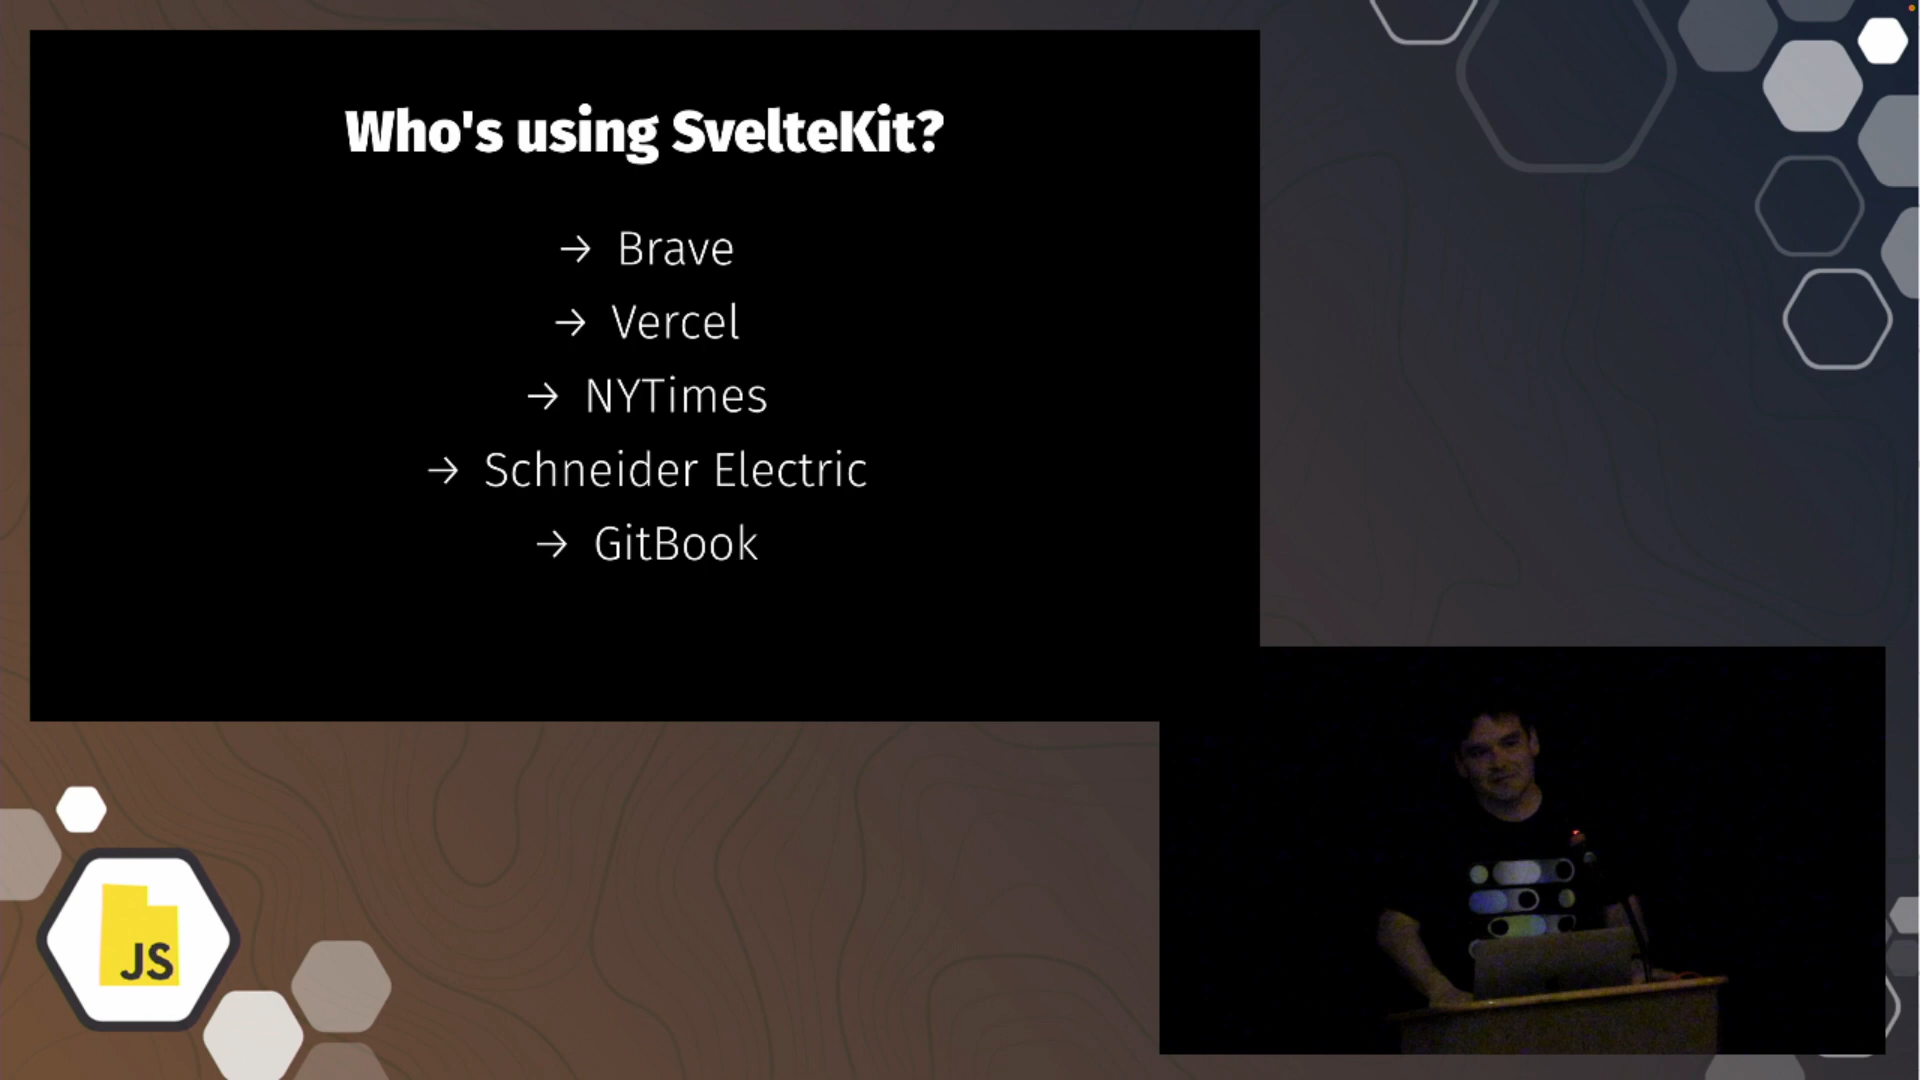 Who's using SvelteKit?
→ Brave
→ Vercel
→ NYTimes
→ Schneider Electric
→ GitBook
JS